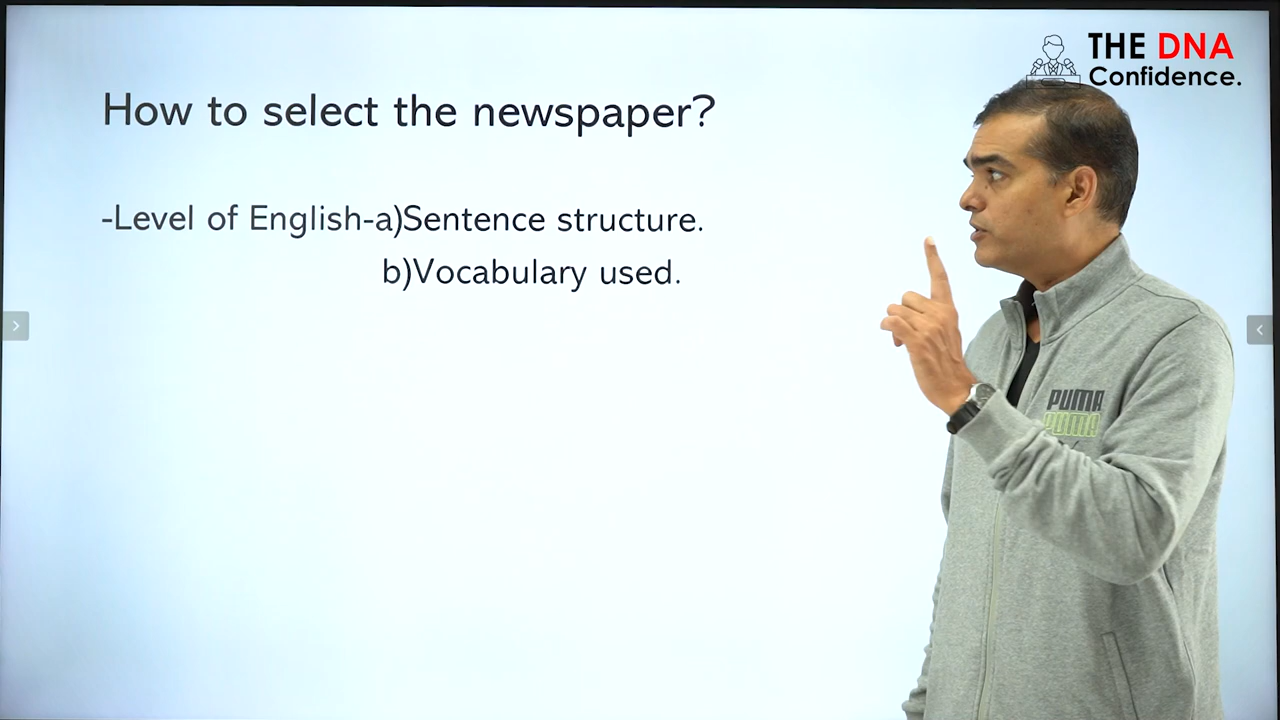 THE DNA
Confidence.
How to select the newspaper?
-Level of English-a)Sentence structure.
b)Vocabulary used.
PUMA
PUMA